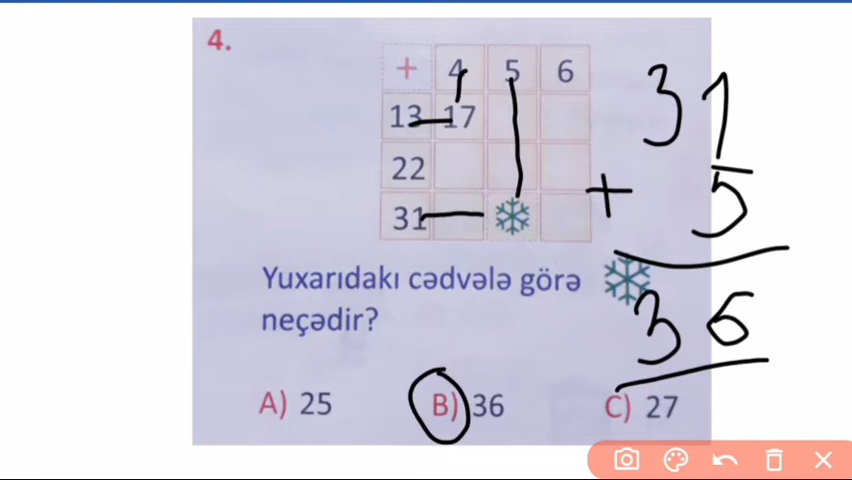 4.
+ 4 5 6
13 17
22
31
31
+ 5
36
Yuxarıdakı cədvələ görə
neçədir?
A) 25 B) 36 C) 27